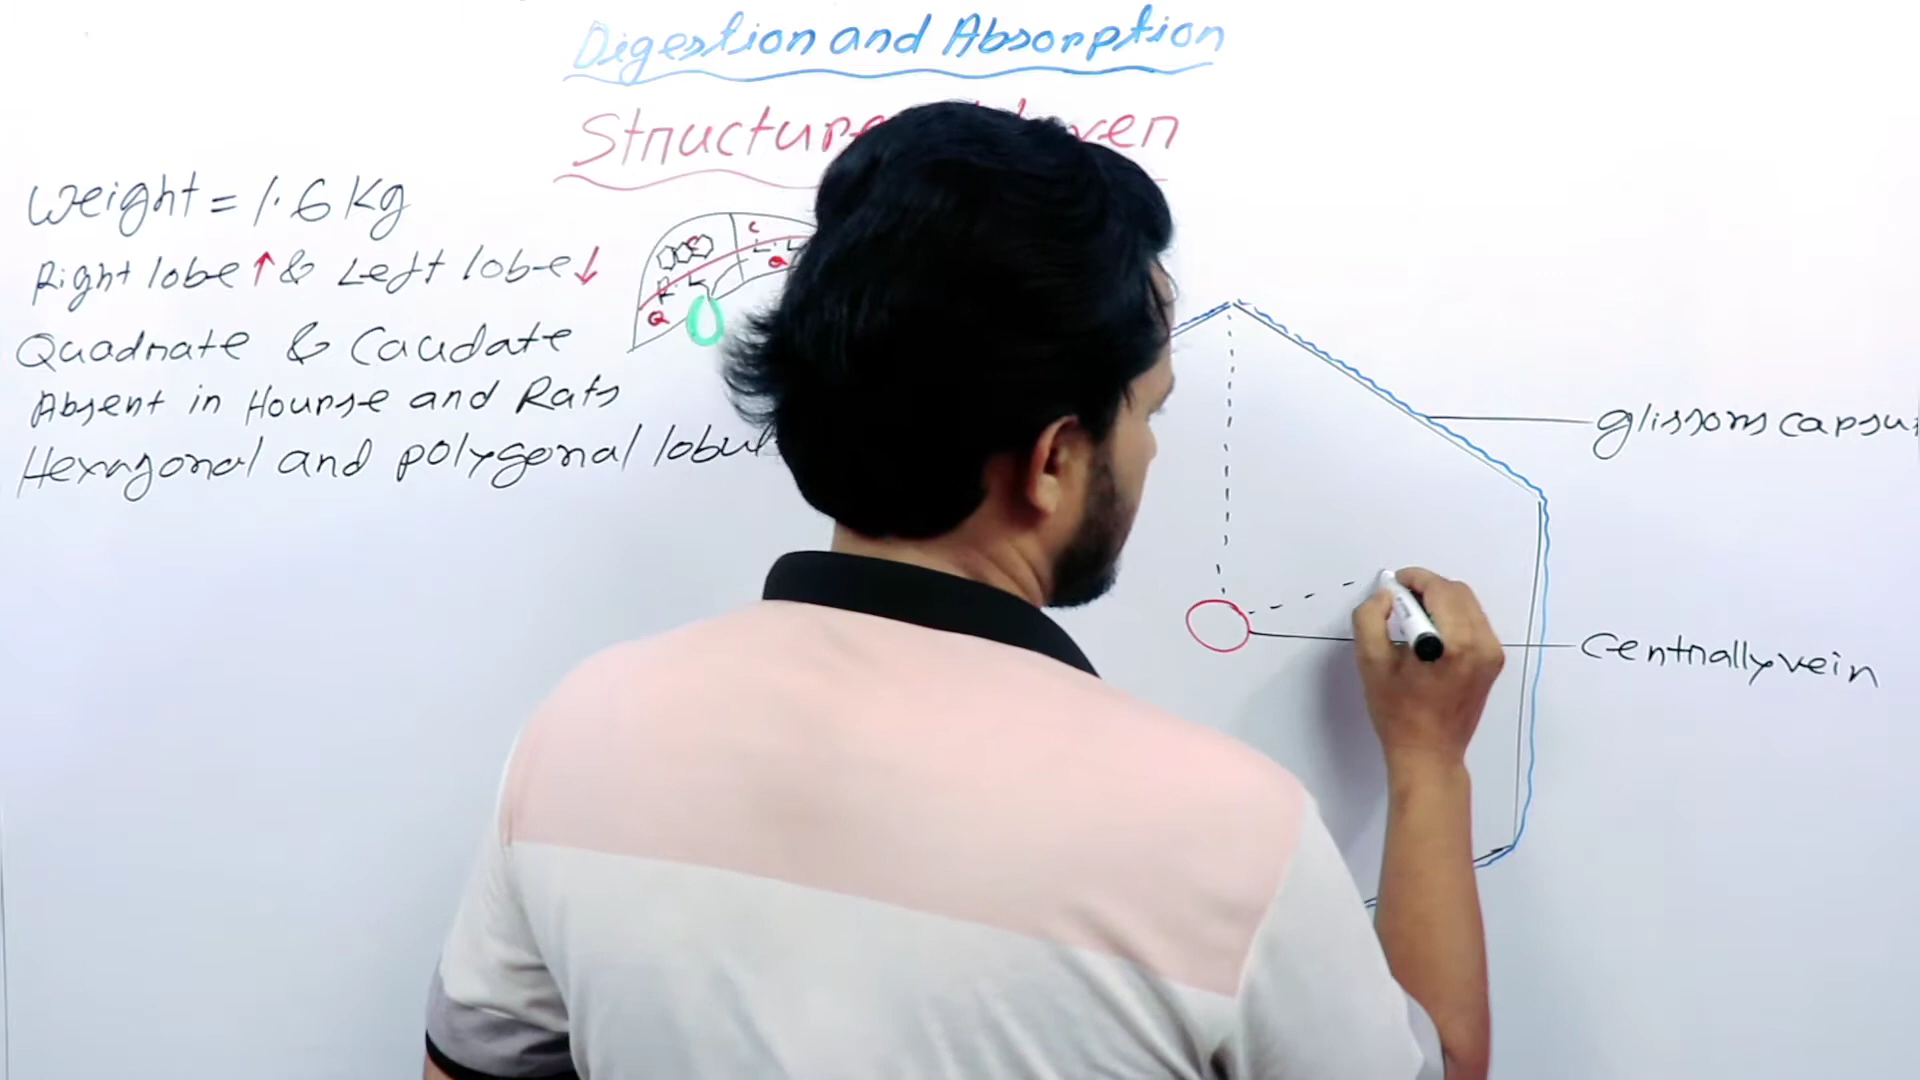 Digestion and Absorption
Structure
Weight = 1.6 Kg
Right lobe ↑ & Left lobe ↓
Quadrate & Caudate
Absent in Hourse and Rats
Hexagonal and polygonal
C
C
L. L
Q
R. L
Q
glissons
Centrally vein